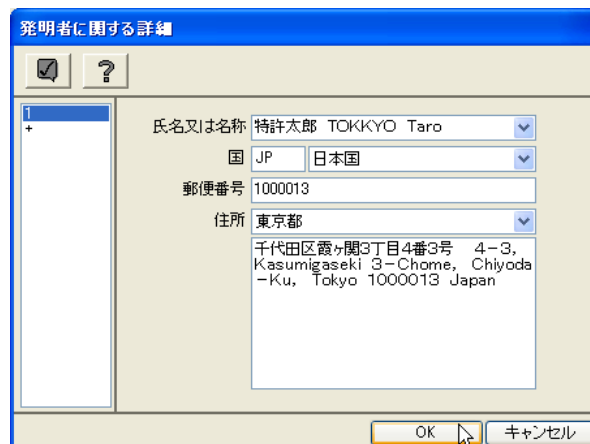 発明者に関する詳細
?
1
+
氏名又は名称 特許太郎 TOKKYO Taro
国 JP 日本国
郵便番号 1000013
住所 東京都
千代田区霞ヶ関3丁目4番3号 4-3,
Kasumigaseki 3-Chome, Chiyoda
-Ku, Tokyo 1000013 Japan
OK キャンセル